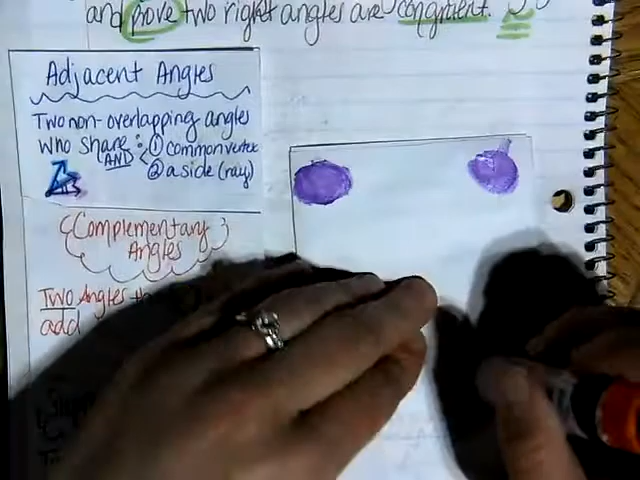 and prove two right angles are congruent.
Adjacent Angles
Two non-overlapping angles
who share: ① common vertex
AND ② a side (ray)
Complementary
Angles
Two Angles
add